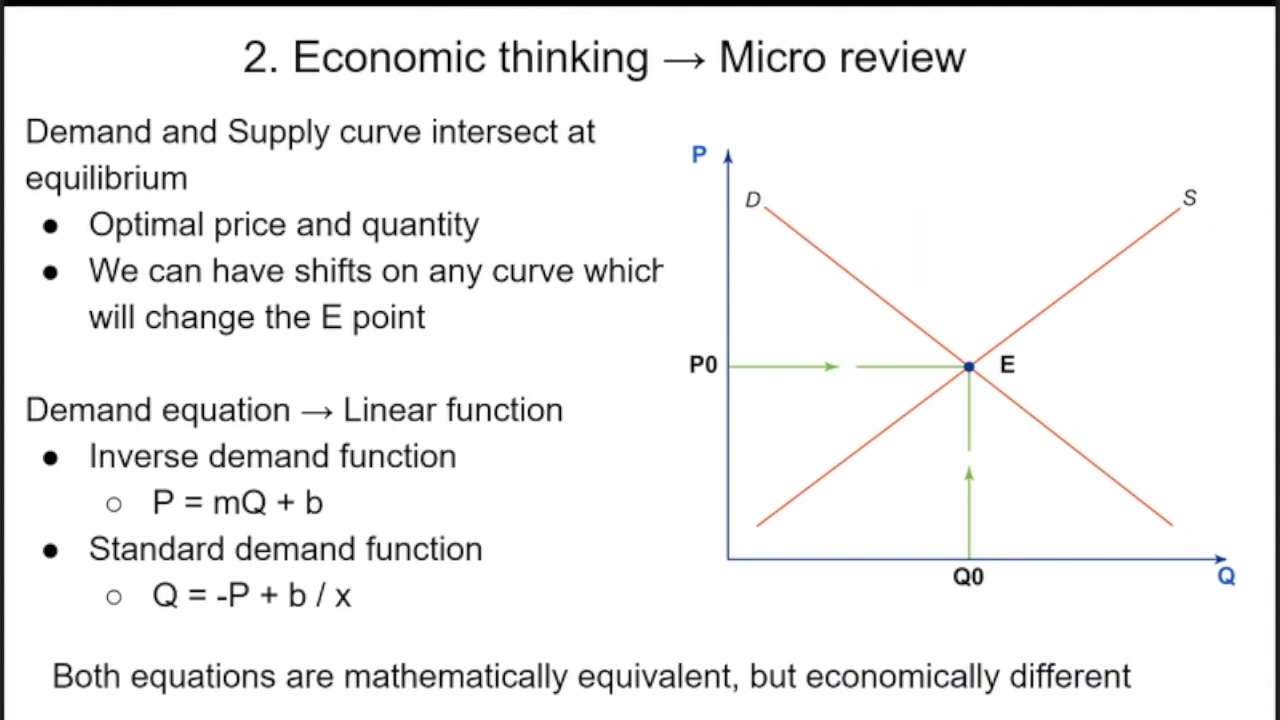 2. Economic thinking → Micro review
Demand and Supply curve intersect at
equilibrium
● Optimal price and quantity
● We can have shifts on any curve which
will change the E point
Demand equation → Linear function
● Inverse demand function
○ P = mQ + b
● Standard demand function
○ Q = -P + b / x
P
D
S
P0
E
Q0
Q
Both equations are mathematically equivalent, but economically different